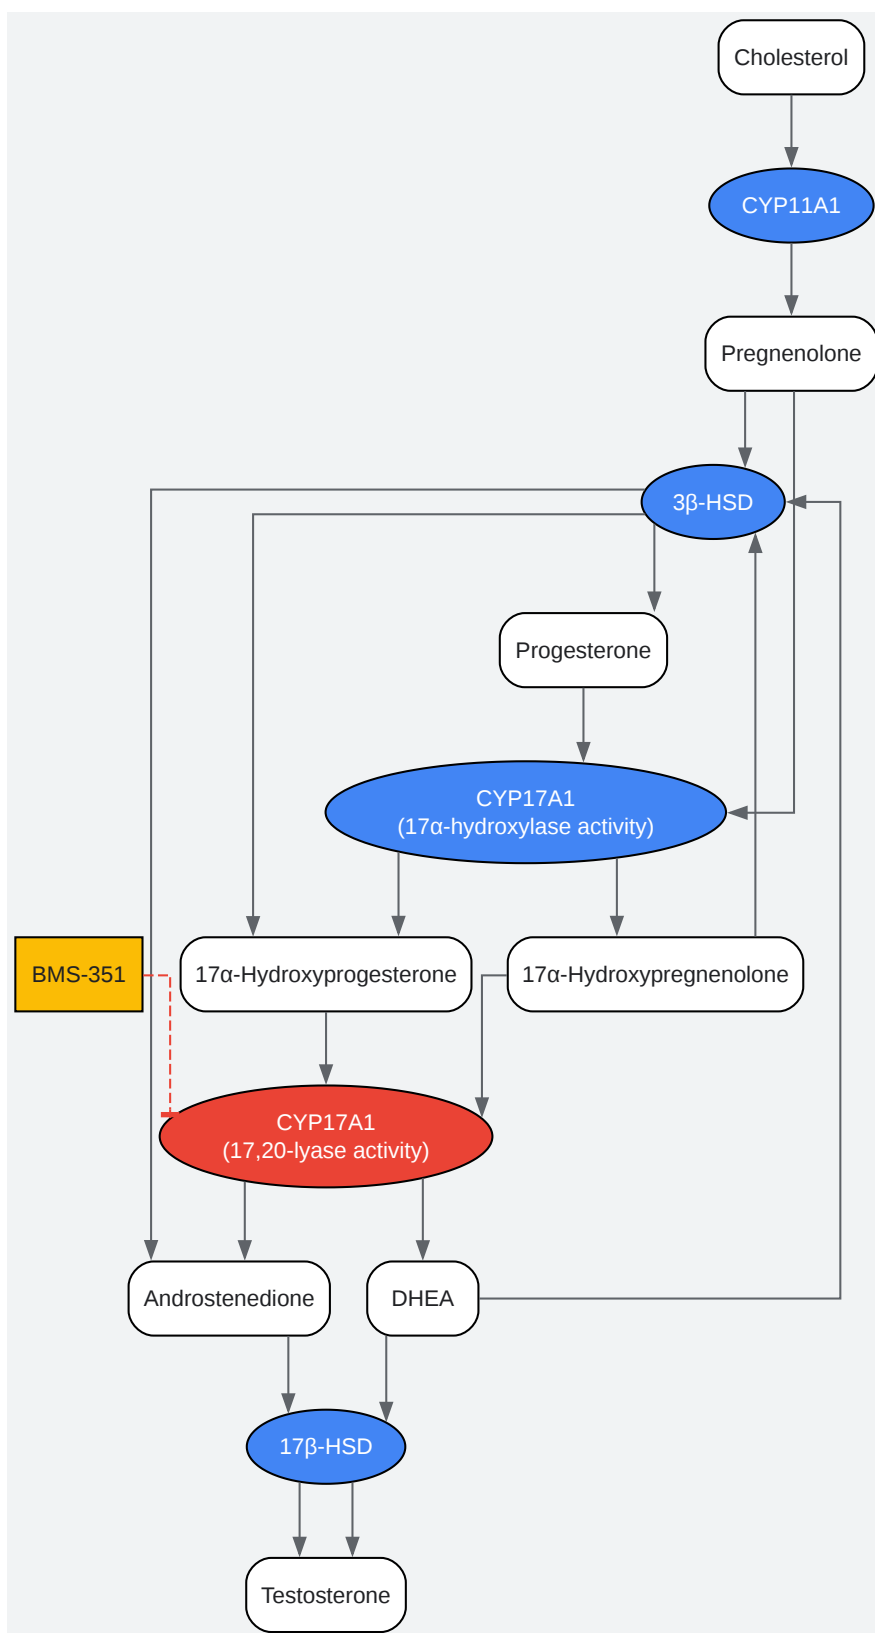 Cholesterol
CYP11A1
Pregnenolone
3β-HSD
Progesterone
CYP17A1
(17α-hydroxylase activity)
BMS-351
17α-Hydroxyprogesterone
17α-Hydroxypregnenolone
CYP17A1
(17,20-lyase activity)
Androstenedione
DHEA
17β-HSD
Testosterone